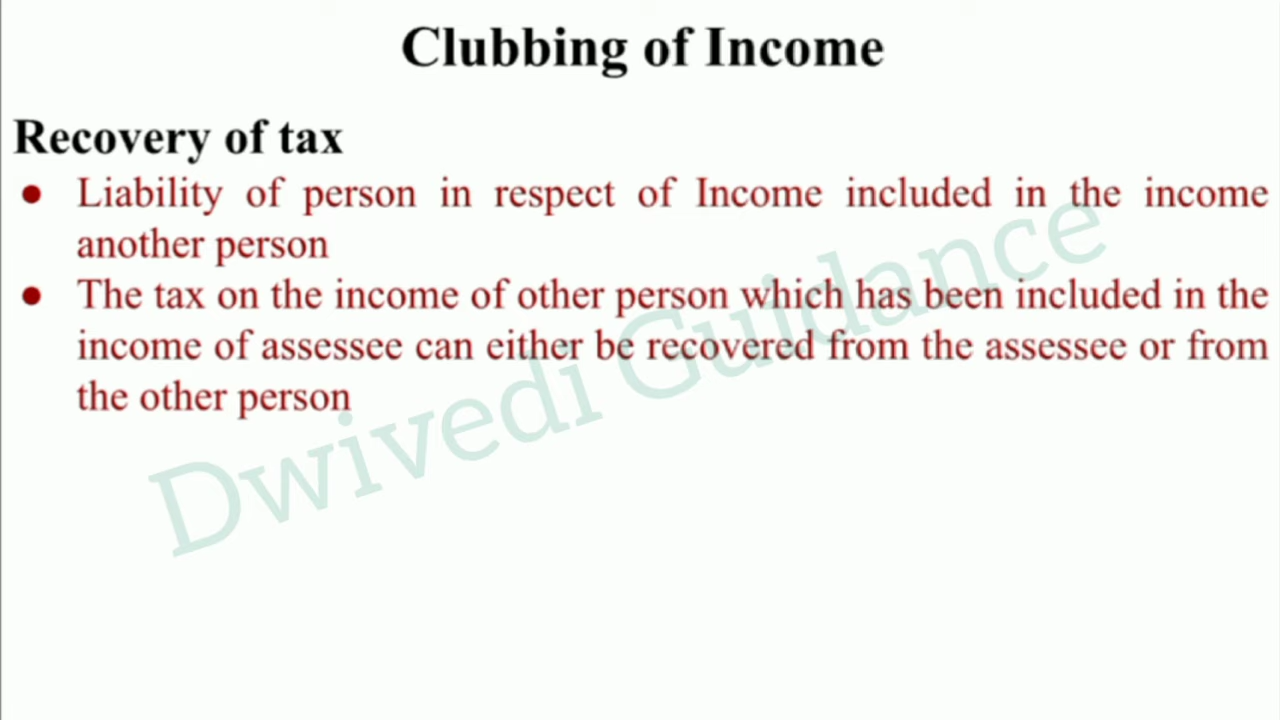 Clubbing of Income
Recovery of tax
● Liability of person in respect of Income included in the income
another person
● The tax on the income of other person which has been included in the
income of assessee can either be recovered from the assessee or from
the other person
Dwivedi Guidance